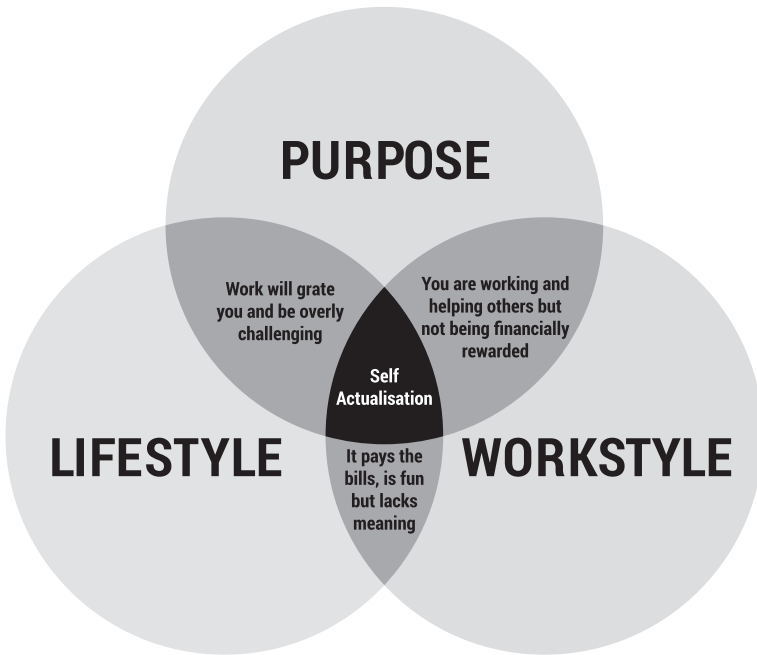 PURPOSE
Work will grate
you and be overly
challenging
You are working and
helping others but
not being financially
rewarded
Self
Actualisation
LIFESTYLE
It pays the
bills, is fun
but lacks
meaning
WORKSTYLE